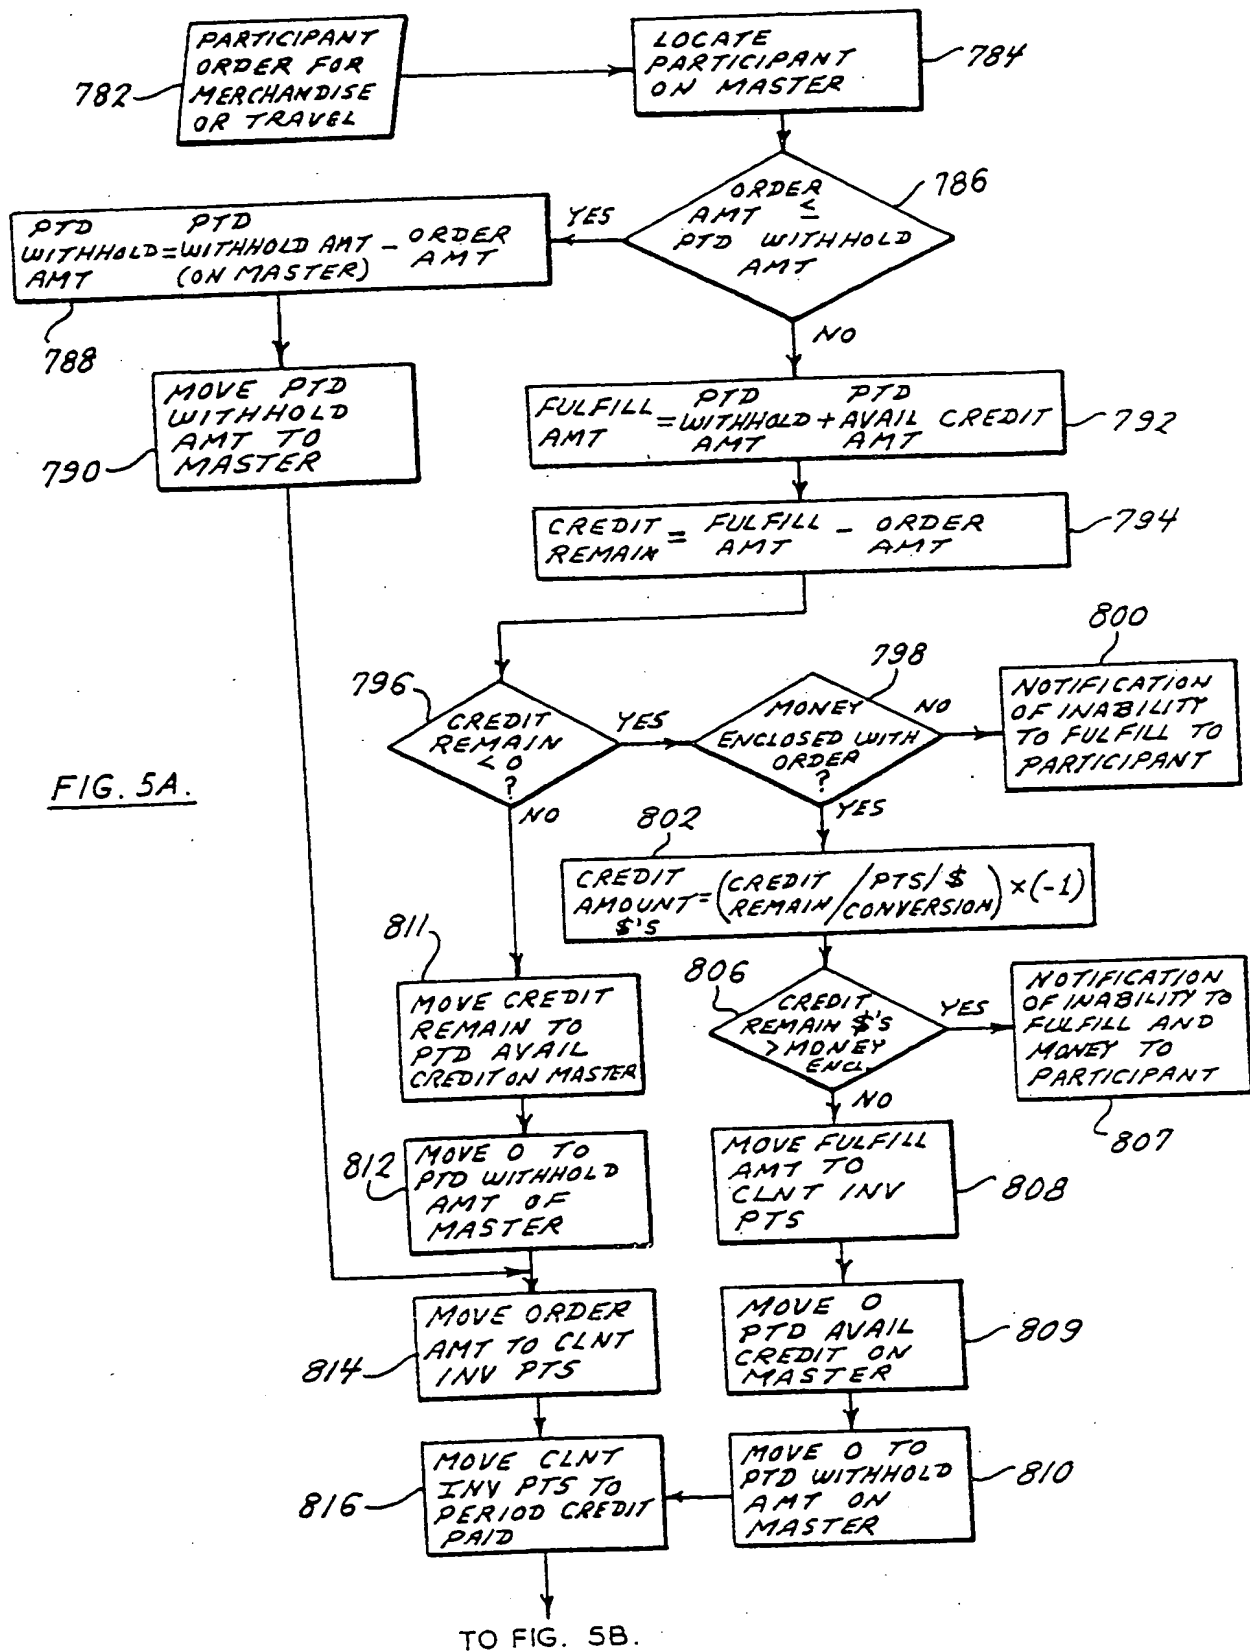 PARTICIPANT
ORDER FOR
MERCHANDISE
OR TRAVEL
782
LOCATE
PARTICIPANT
ON MASTER
784
ORDER
AMT ≤
PTD WITHHOLD
AMT
786
YES
NO
PTD PTD
WITHHOLD=WITHHOLD AMT - ORDER
AMT (ON MASTER) AMT
788
MOVE PTD
WITHHOLD
AMT TO
MASTER
790
PTD PTD
FULFILL = WITHHOLD + AVAIL CREDIT
AMT AMT AMT
792
CREDIT = FULFILL - ORDER
REMAIN AMT AMT
794
796
CREDIT
REMAIN
< 0
?
YES
NO
798
MONEY
ENCLOSED WITH
ORDER
?
NO
YES
800
NOTIFICATION
OF INABILITY
TO FULFILL TO
PARTICIPANT
FIG. 5A.
802
CREDIT
AMOUNT = (CREDIT REMAIN / PTS/$ CONVERSION) × (-1)
$'S
811
MOVE CREDIT
REMAIN TO
PTD AVAIL
CREDIT ON MASTER
806
CREDIT
REMAIN $'S
> MONEY
ENCL.
YES
NO
NOTIFICATION
OF INABILITY TO
FULFILL AND
MONEY TO
PARTICIPANT
807
812
MOVE 0 TO
PTD WITHHOLD
AMT OF
MASTER
MOVE FULFILL
AMT TO
CLNT INV
PTS
808
MOVE ORDER
AMT TO CLNT
INV PTS
814
MOVE 0
PTD AVAIL
CREDIT ON
MASTER
809
MOVE CLNT
INV PTS TO
PERIOD CREDIT
PAID
816
MOVE 0 TO
PTD WITHHOLD
AMT ON
MASTER
810
TO FIG. 5B.